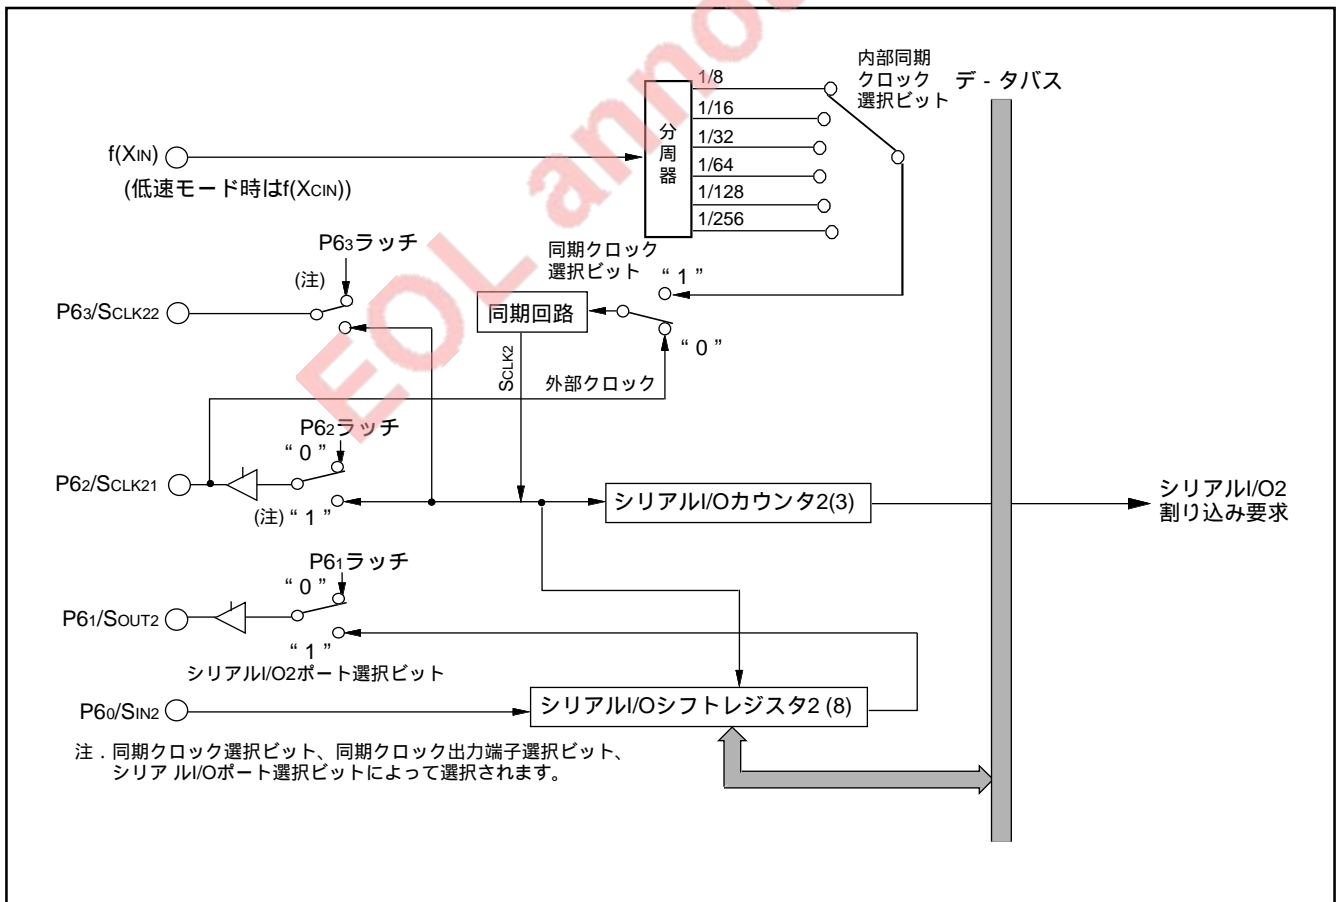 EOL anno
内部同期
クロック
選択ビット
デ - タバス
1/8
1/16
1/32
1/64
1/128
1/256
分周器
f(XIN)
(低速モード時はf(XCIN))
P63ラッチ
(注)
同期クロック
選択ビット
“ 1 ”
P63/SCLK22
同期回路
“ 0 ”
SCLK2
外部クロック
P62ラッチ
“ 0 ”
P62/SCLK21
(注) “ 1 ”
シリアルI/Oカウンタ2(3)
シリアルI/O2
割り込み要求
P61ラッチ
“ 0 ”
P61/SOUT2
“ 1 ”
シリアルI/O2ポート選択ビット
P60/SIN2
シリアルI/Oシフトレジスタ2 (8)
注 . 同期クロック選択ビット、同期クロック出力端子選択ビット、
シリア ルI/Oポート選択ビットによって選択されます。